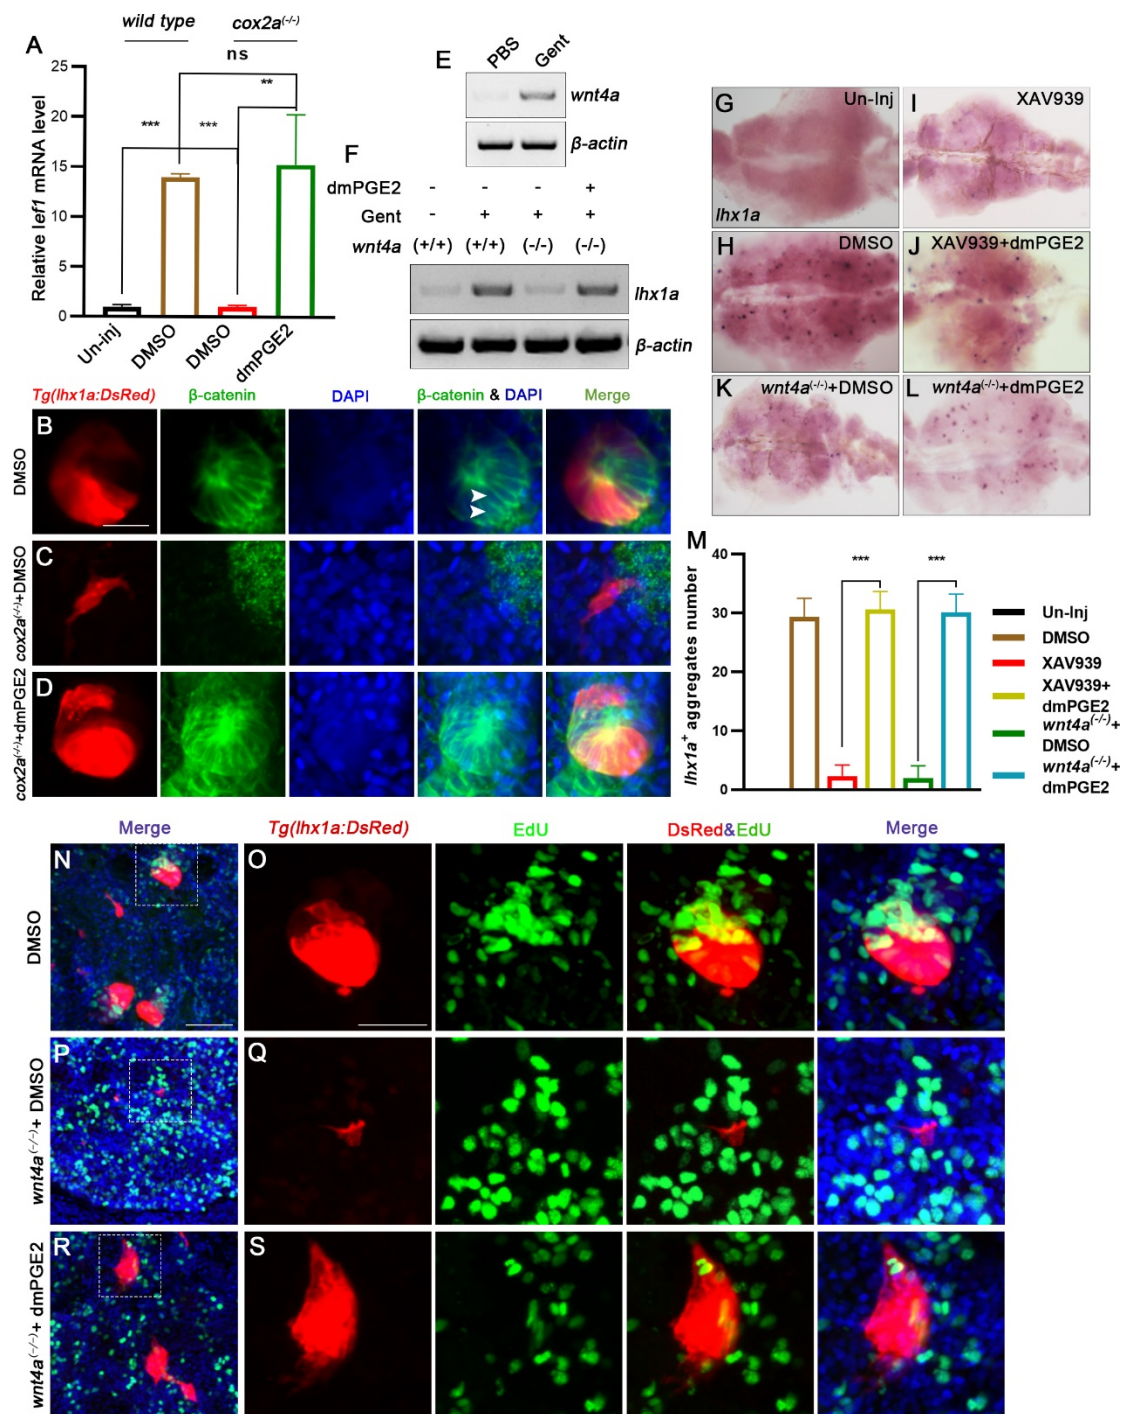 wild type cox2a(-/-)
A
ns
**
*** ***
Relative lef1 mRNA level
25
20
15
10
5
0
Un-inj DMSO DMSO dmPGE2
E
PBS Gent
wnt4a
β-actin
F
dmPGE2 - - - +
Gent - + + +
wnt4a (+/+) (+/+) (-/-) (-/-)
lhx1a
β-actin
G Un-Inj
lhx1a
I XAV939
H DMSO
J XAV939+dmPGE2
K wnt4a(-/-)+DMSO
L wnt4a(-/-)+dmPGE2
Tg(lhx1a:DsRed) β-catenin DAPI β-catenin & DAPI Merge
B
DMSO
C
cox2a(-/-)+DMSO
D
cox2a(-/-)+dmPGE2
M
lhx1a+ aggregates number
40
30
20
10
0
*** ***
Un-Inj
DMSO
XAV939
XAV939+
dmPGE2
wnt4a(-/-)+
DMSO
wnt4a(-/-)+
dmPGE2
Merge Tg(lhx1a:DsRed) EdU DsRed&EdU Merge
N O
DMSO
P Q
wnt4a(-/-)+ DMSO
R S
wnt4a(-/-)+ dmPGE2